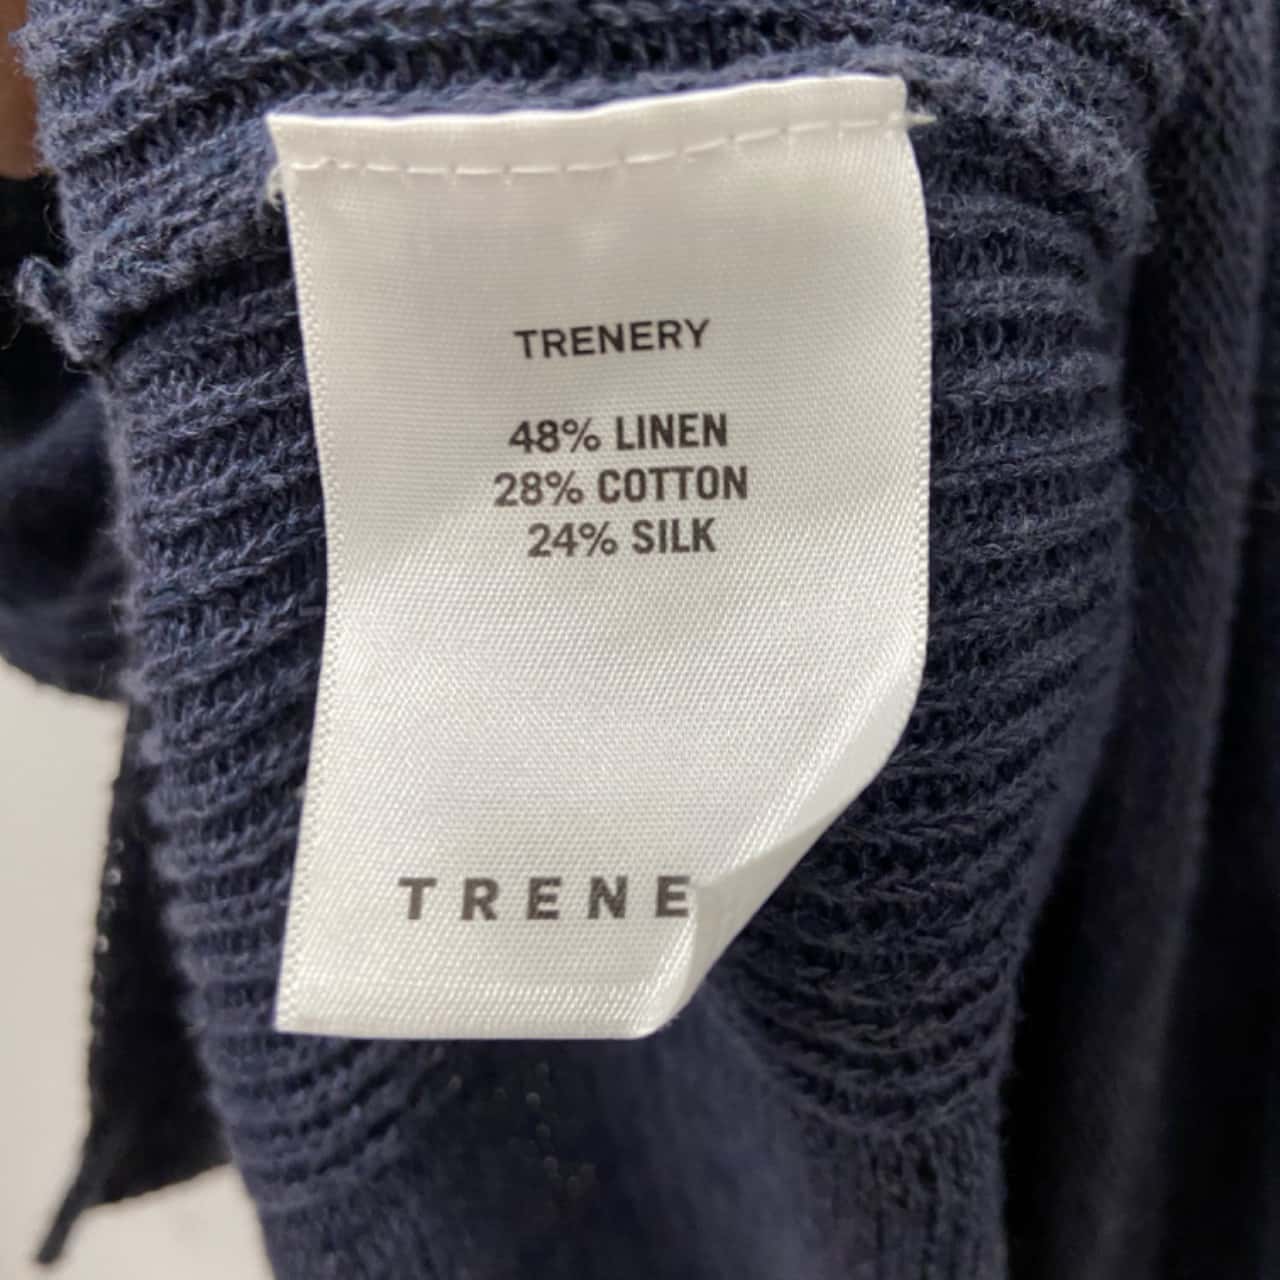 TRENERY
48% LINEN
28% COTTON
24% SILK
TRENE